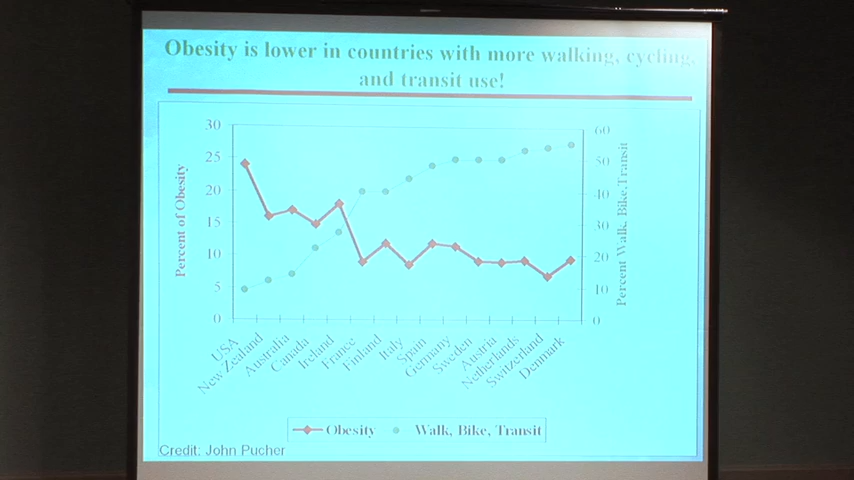 Obesity is lower in countries with more walking, cycling,
and transit use!
30
25
20
15
10
5
0
Percent of Obesity
60
50
40
30
20
10
0
Percent Walk, Bike,Transit
USA
New Zealand
Australia
Canada
Ireland
France
Finland
Italy
Spain
Germany
Sweden
Austria
Netherlands
Switzerland
Denmark
Obesity
Walk, Bike, Transit
Credit: John Pucher